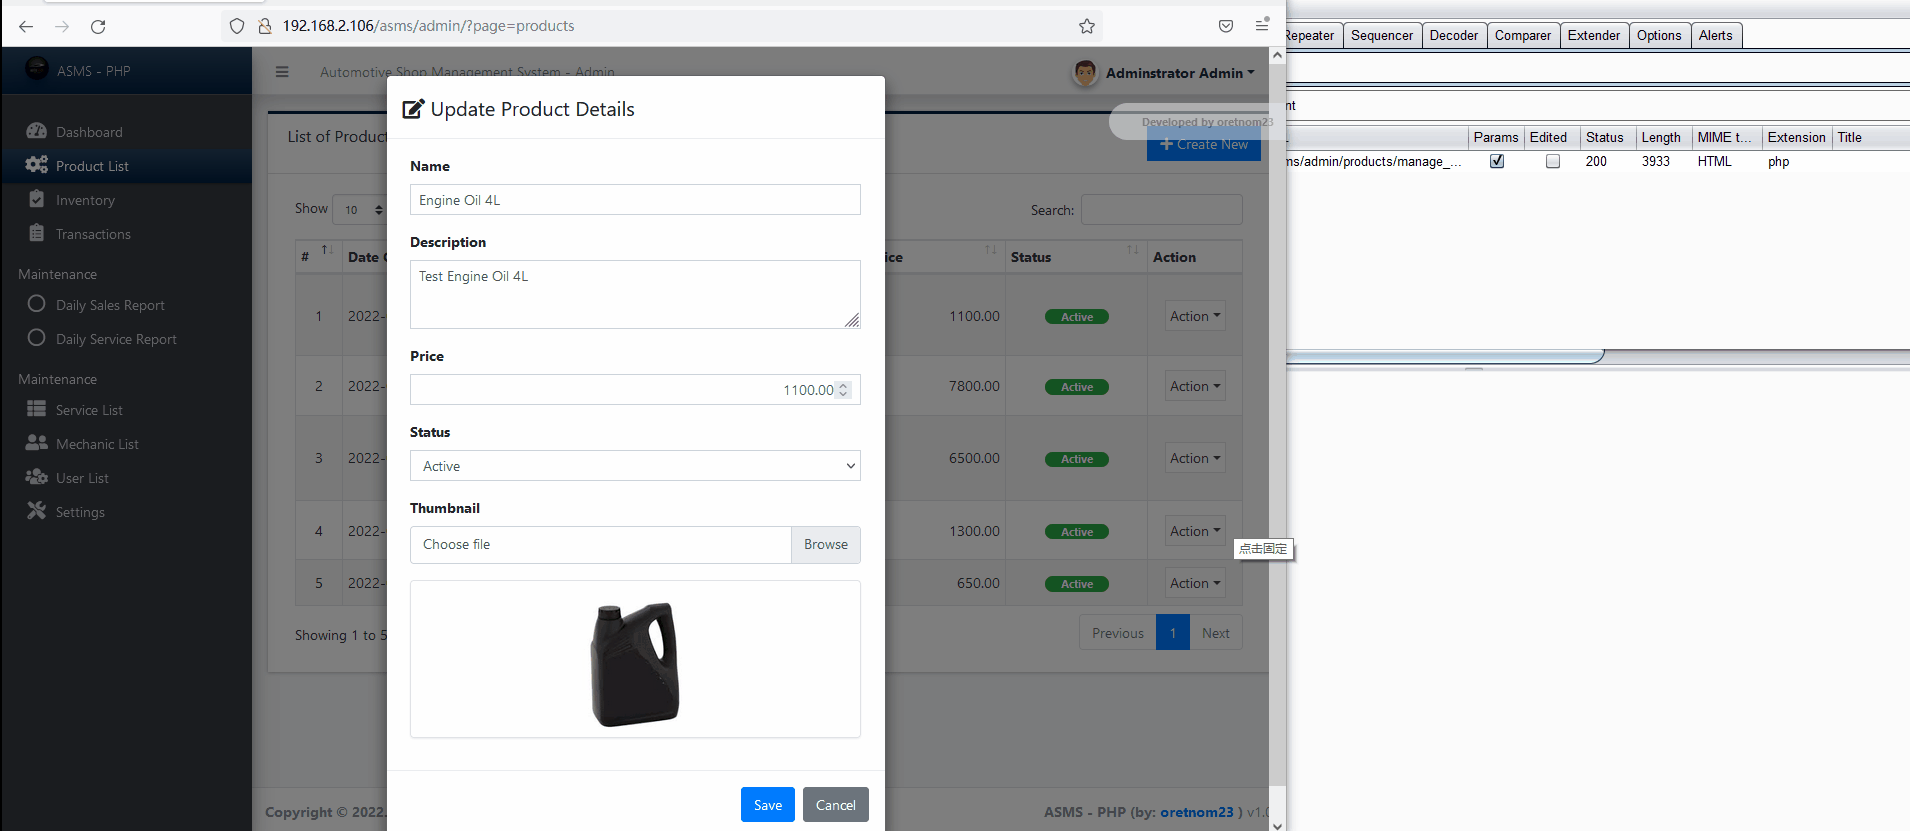 192.168.2.106/asms/admin/?page=products
Repeater Sequencer Decoder Comparer Extender Options Alerts
ASMS - PHP
Automotive Shop Management System - Admin
Adminstrator Admin
Dashboard
Product List
Inventory
Transactions
Maintenance
Daily Sales Report
Daily Service Report
Maintenance
Service List
Mechanic List
User List
Settings
List of Product
Developed by oretnom23
+ Create New
Show 10
Search:
# Date ice Status Action
1 2022- 1100.00 Active Action
2 2022- 7800.00 Active Action
3 2022- 6500.00 Active Action
4 2022- 1300.00 Active Action
5 2022- 650.00 Active Action
Showing 1 to 5
Previous 1 Next
Copyright © 2022.
ASMS - PHP (by: oretnom23 ) v1.0
Update Product Details
Name
Engine Oil 4L
Description
Test Engine Oil 4L
Price
1100.00
Status
Active
Thumbnail
Choose file Browse
Save Cancel
点击固定
nt
Params Edited Status Length MIME t... Extension Title
ms/admin/products/manage_... 200 3933 HTML php